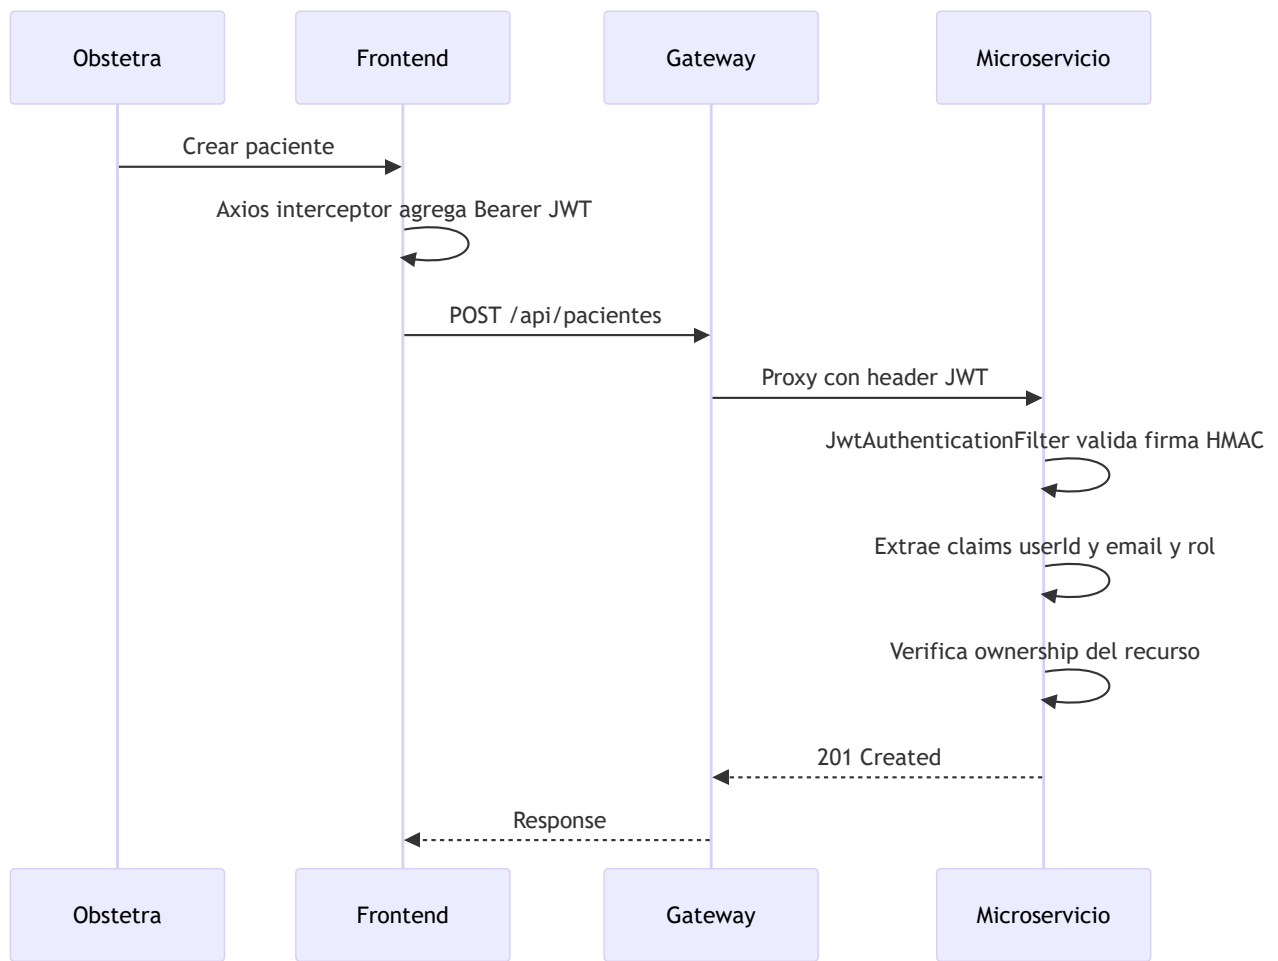 Obstetra
Frontend
Gateway
Microservicio
Crear paciente
Axios interceptor agrega Bearer JWT
POST /api/pacientes
Proxy con header JWT
JwtAuthenticationFilter valida firma HMAC
Extrae claims userId y email y rol
Verifica ownership del recurso
201 Created
Response
Obstetra
Frontend
Gateway
Microservicio